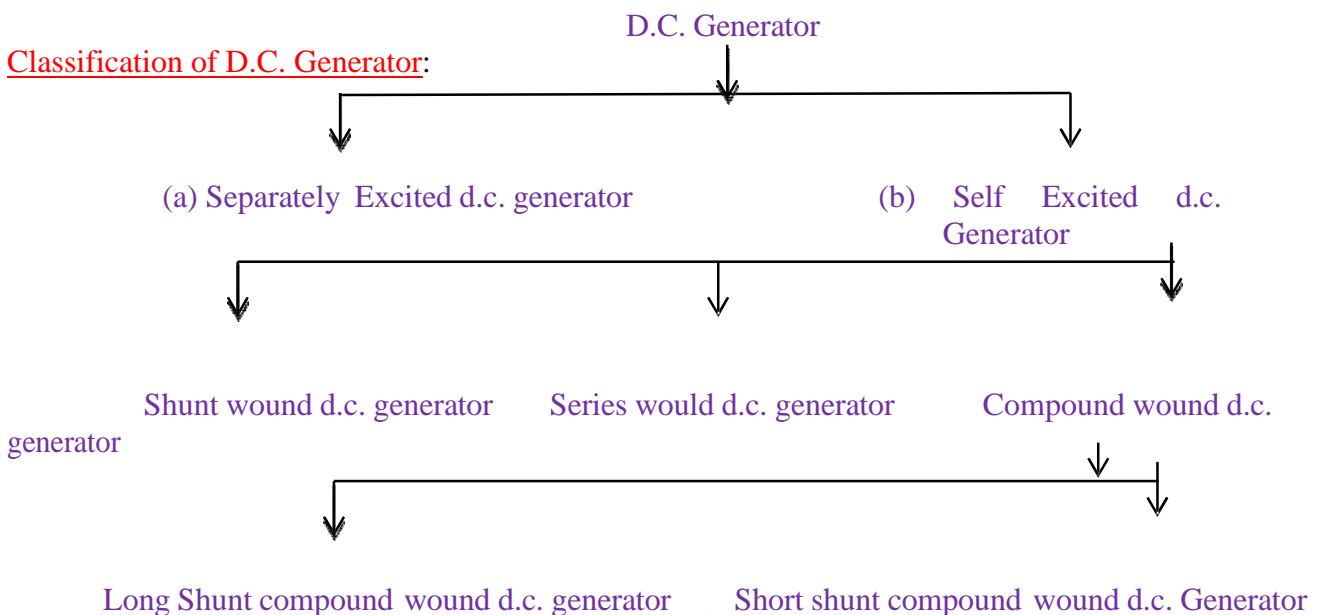 D.C. Generator
Classification of D.C. Generator:
(a) Separately Excited d.c. generator (b) Self Excited d.c.
Generator
Shunt wound d.c. generator Series would d.c. generator Compound wound d.c.
generator
Long Shunt compound wound d.c. generator Short shunt compound wound d.c. Generator